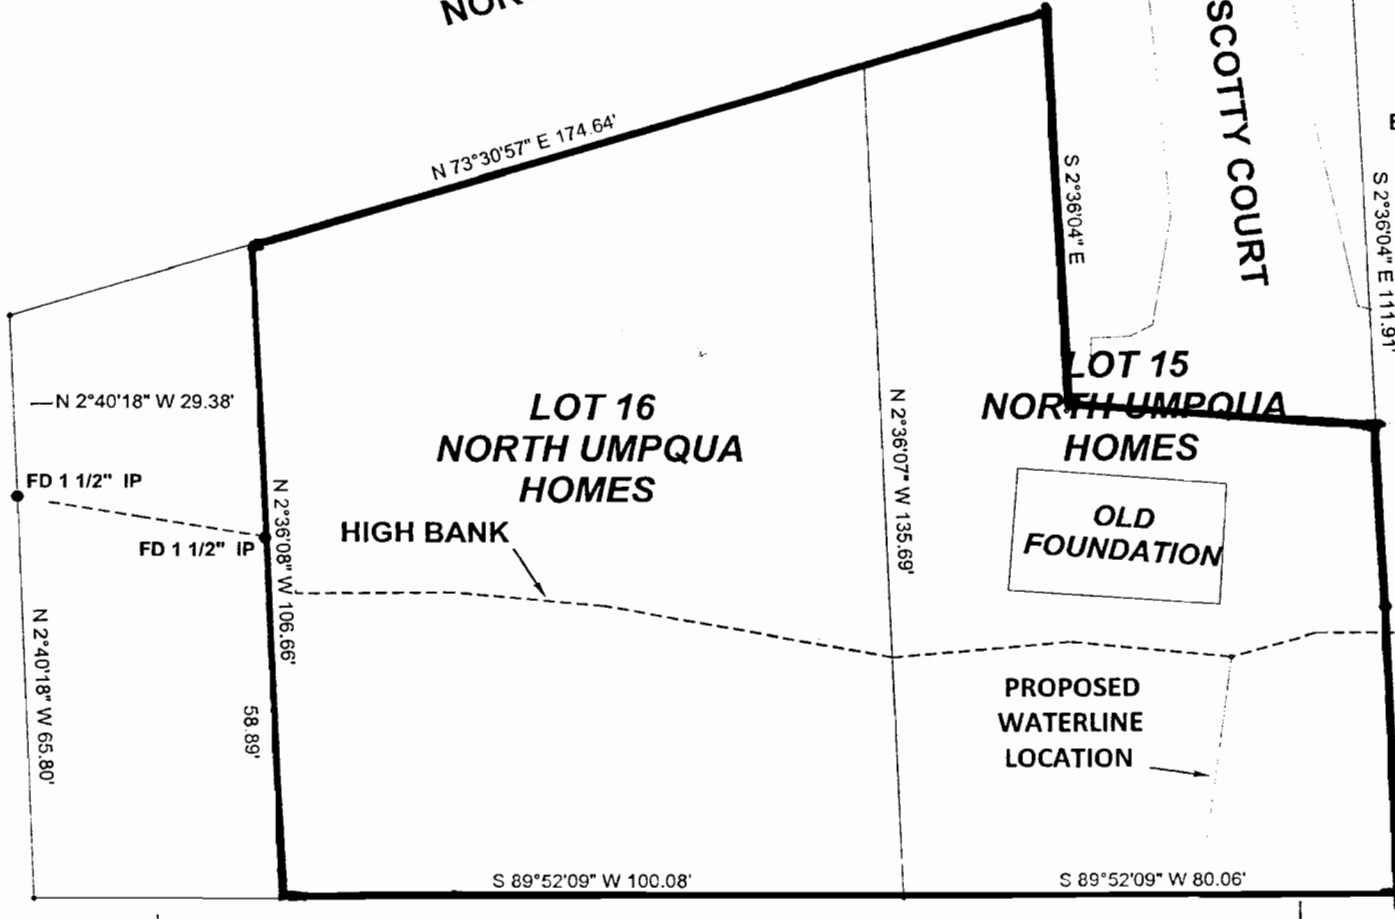 SCOTTY COURT
N 73°30'57" E 174.64'
S 2°36'04" E
S 2°36'04" E 111.91'
N 2°40'18" W 29.38'
LOT 16
NORTH UMPQUA
HOMES
LOT 15
NORTH UMPQUA
HOMES
N 2°36'07" W 135.69'
FD 1 1/2" IP
FD 1 1/2" IP
N 2°36'08" W 106.66'
HIGH BANK
OLD
FOUNDATION
N 2°40'18" W 65.80'
58.89'
PROPOSED
WATERLINE
LOCATION
S 89°52'09" W 100.08'
S 89°52'09" W 80.06'